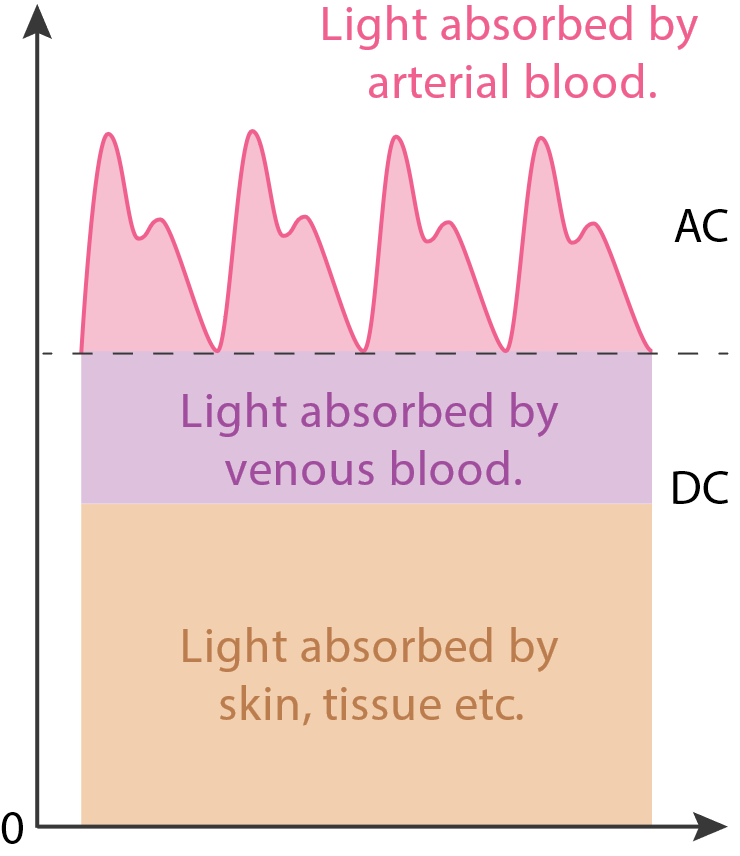 Light absorbed by
arterial blood.
AC
Light absorbed by
venous blood.
DC
Light absorbed by
skin, tissue etc.
0